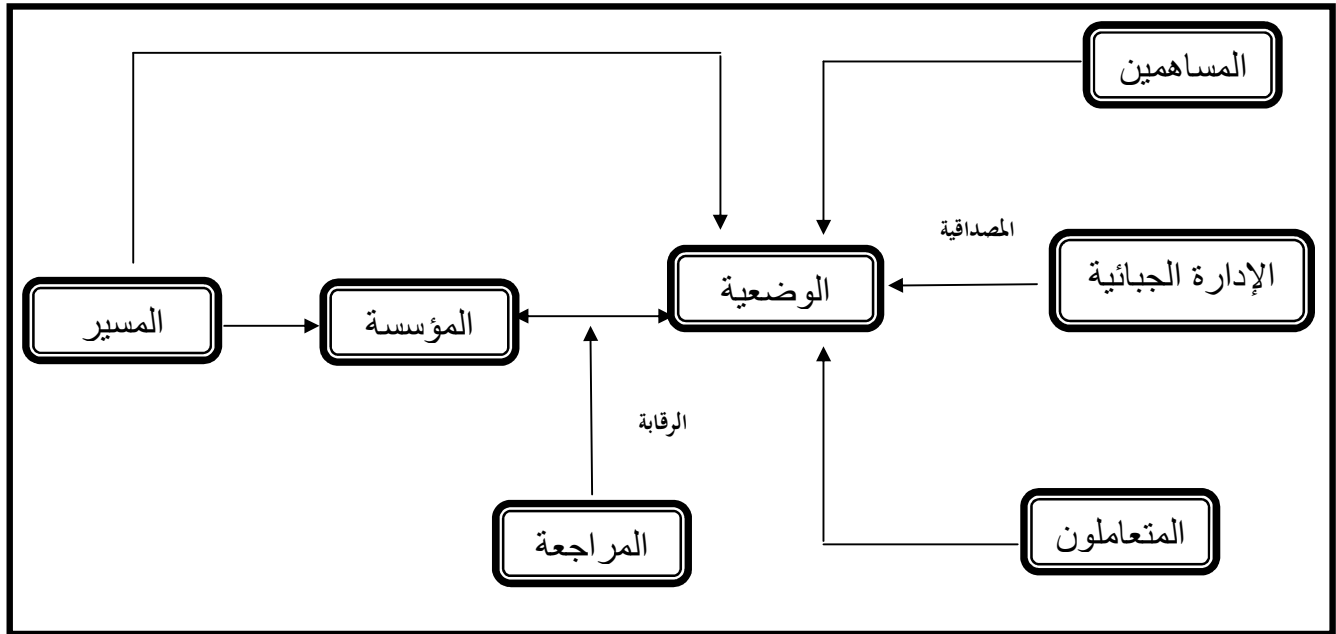 المساهمين
المصداقية
الإدارة الجبائية
الوضعية
المؤسسة
المسير
الرقابة
المراجعة
المتعاملون